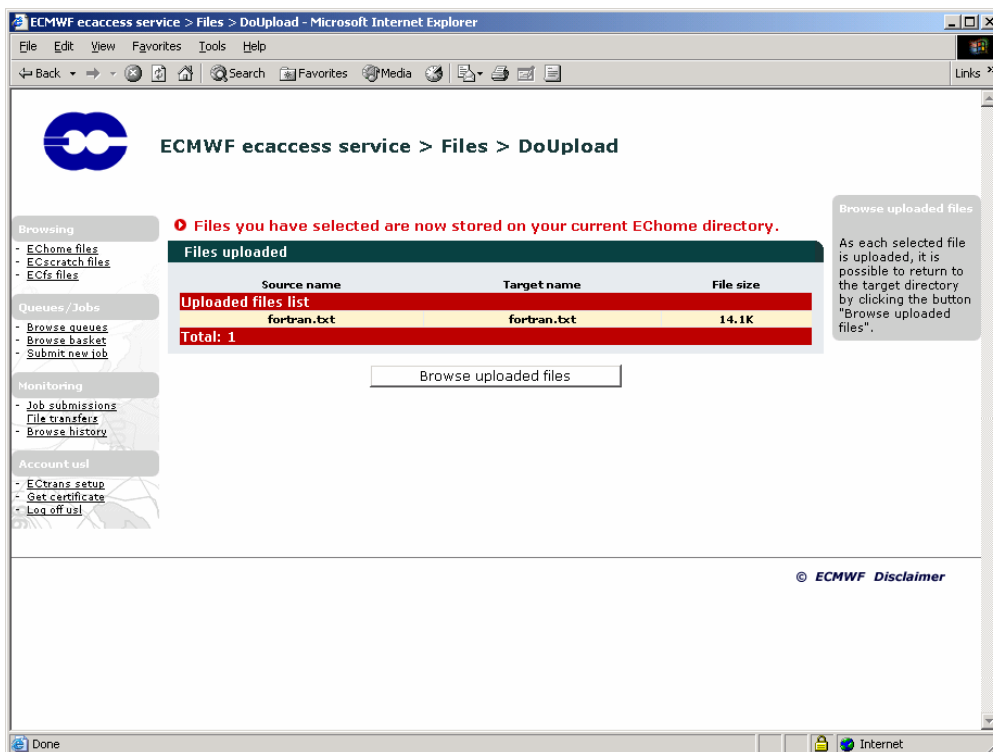 ECMWF ecaccess service > Files > DoUpload - Microsoft Internet Explorer
File Edit View Favorites Tools Help
Back Search Favorites Media Links »
ECMWF ecaccess service > Files > DoUpload
Browsing
- EChome files
- ECscratch files
- ECfs files
Queues/Jobs
- Browse queues
- Browse basket
- Submit new job
Monitoring
- Job submissions
File transfers
- Browse history
Account usl
- ECtrans setup
- Get certificate
- Log off usl
Files you have selected are now stored on your current EChome directory.
Files uploaded
Source name Target name File size
Uploaded files list
fortran.txt fortran.txt 14.1K
Total: 1
Browse uploaded files
Browse uploaded files
As each selected file
is uploaded, it is
possible to return to
the target directory
by clicking the button
"Browse uploaded
files".
© ECMWF Disclaimer
Done Internet